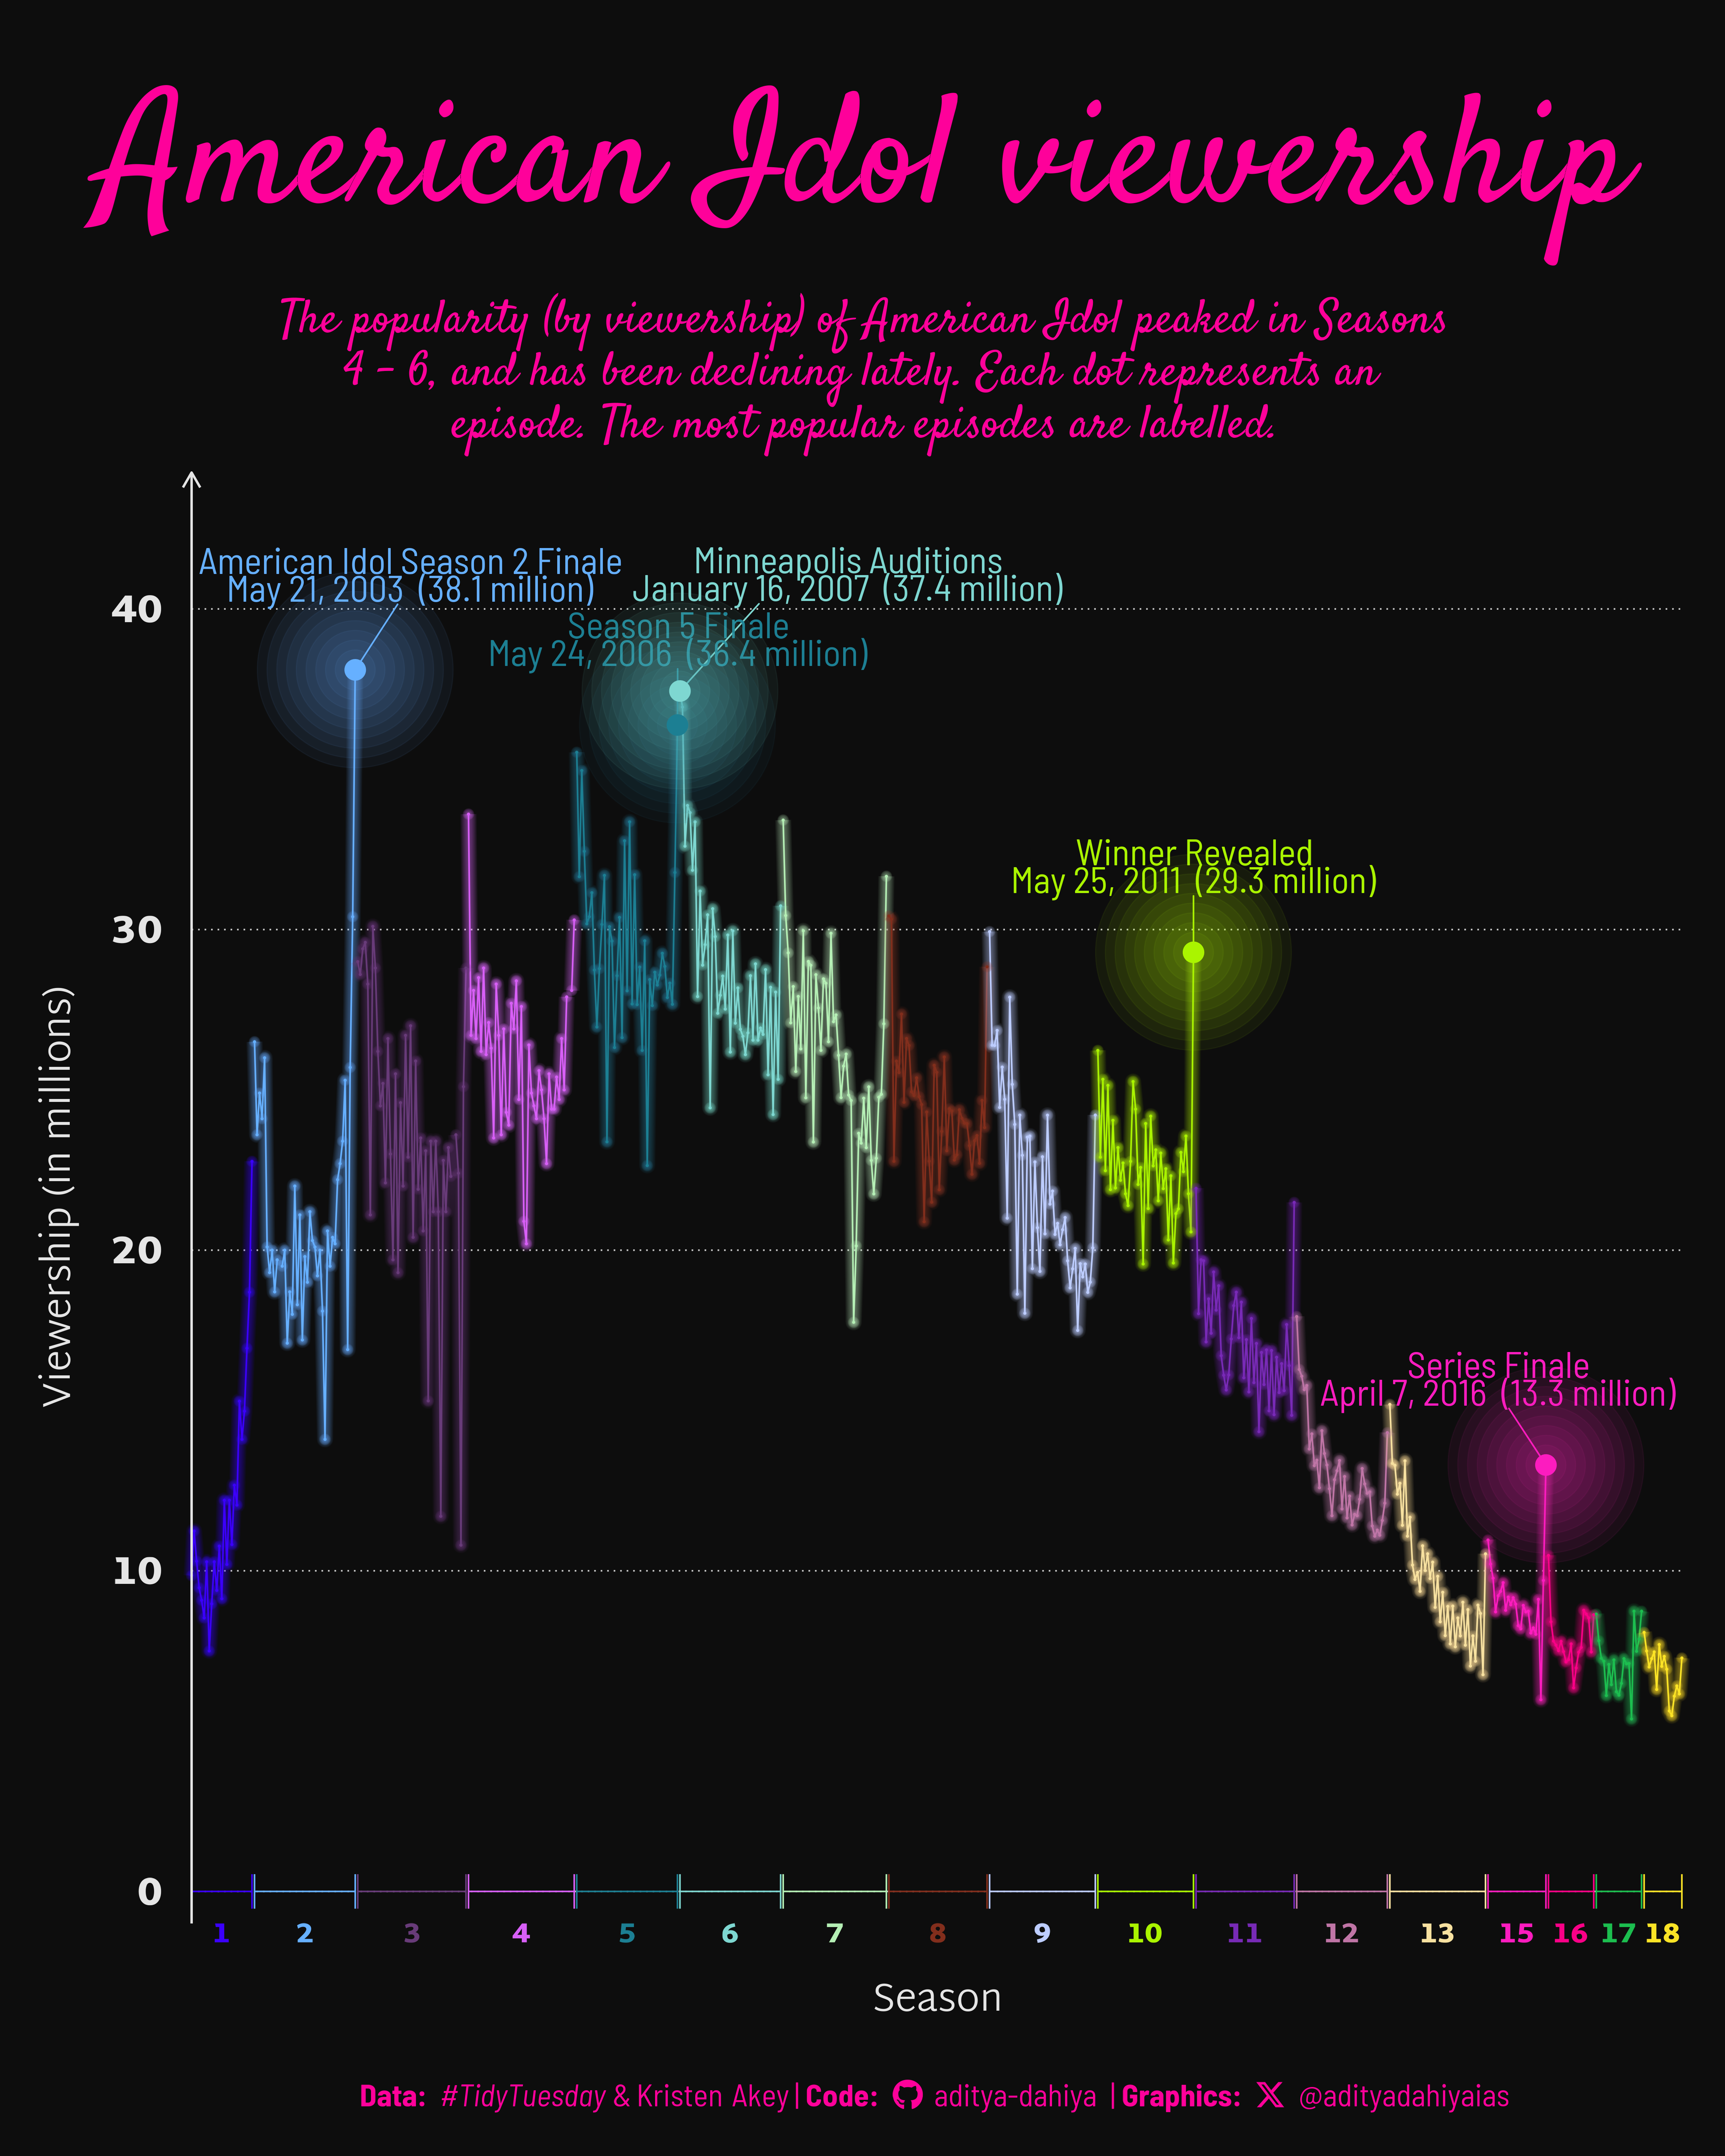 American Idol viewership
The popularity (by viewership) of American Idol peaked in Seasons
4 - 6, and has been declining lately. Each dot represents an
episode. The most popular episodes are labelled.
American Idol Season 2 Finale
May 21, 2003 (38.1 million)
Minneapolis Auditions
January 16, 2007 (37.4 million)
Season 5 Finale
May 24, 2006 (36.4 million)
Winner Revealed
May 25, 2011 (29.3 million)
Series Finale
April 7, 2016 (13.3 million)
Viewership (in millions)
40
30
20
10
0
1 2 3 4 5 6 7 8 9 10 11 12 13 15 16 17 18
Season
Data: #TidyTuesday & Kristen Akey | Code: aditya-dahiya | Graphics: @adityadahiyaias